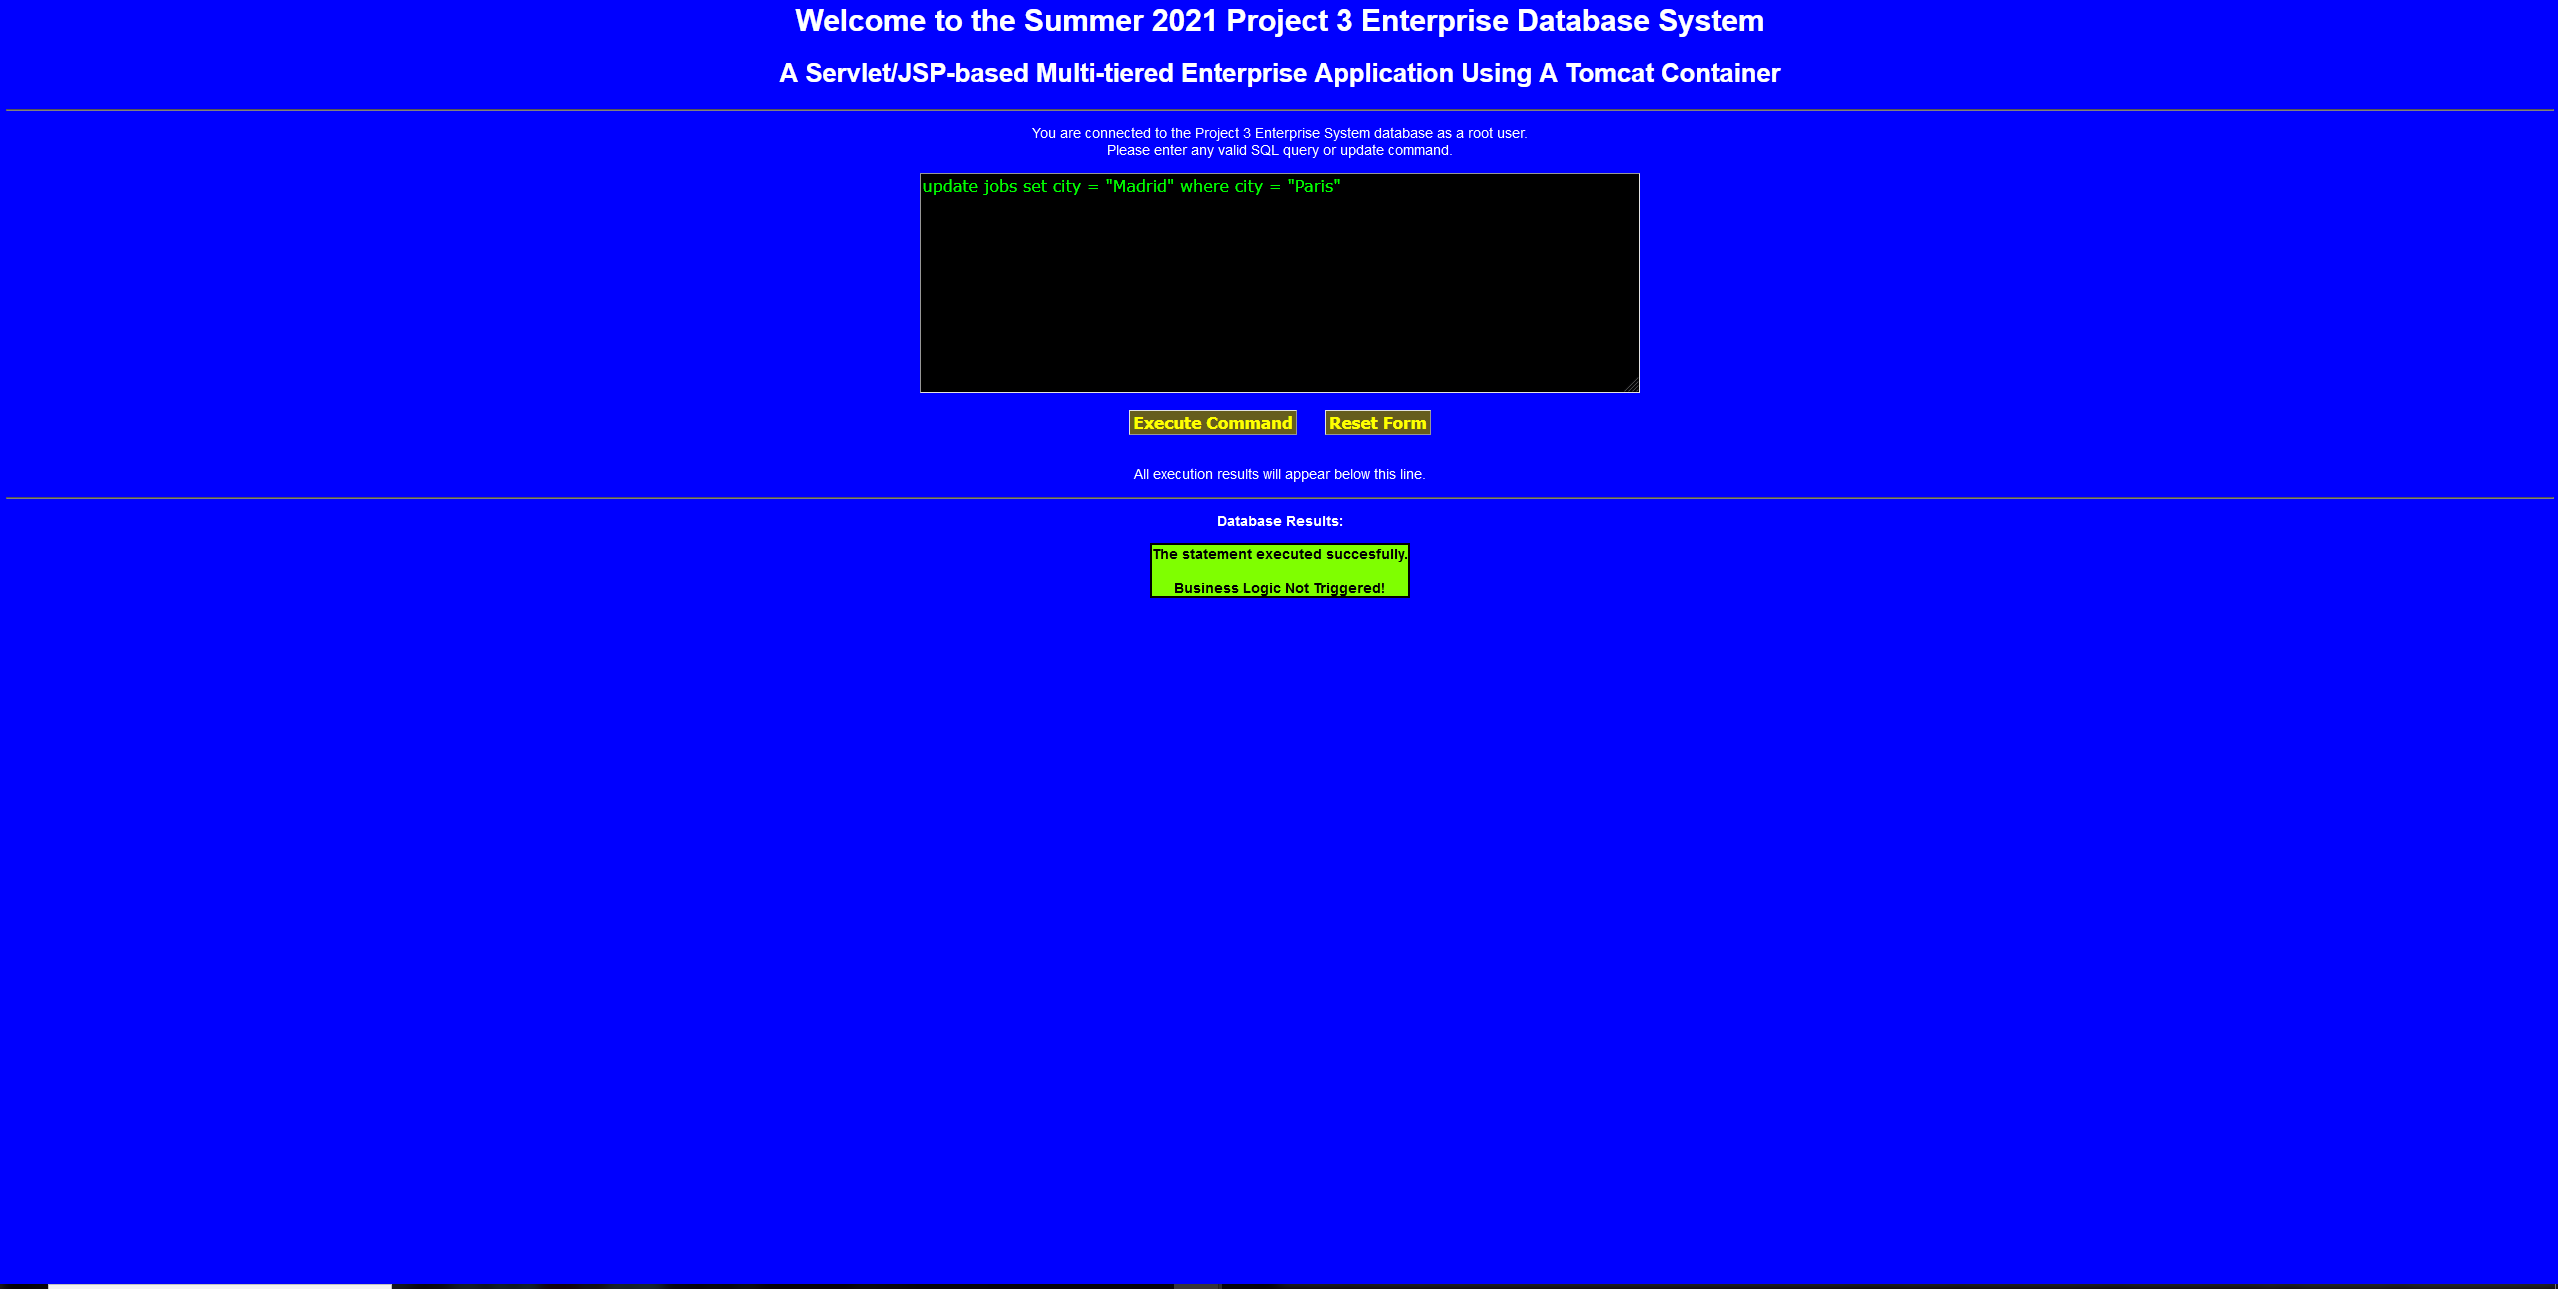 Welcome to the Summer 2021 Project 3 Enterprise Database System
A Servlet/JSP-based Multi-tiered Enterprise Application Using A Tomcat Container
You are connected to the Project 3 Enterprise System database as a root user.
Please enter any valid SQL query or update command.
update jobs set city = "Madrid" where city = "Paris"
Execute Command Reset Form
All execution results will appear below this line.
Database Results:
The statement executed succesfully.
Business Logic Not Triggered!